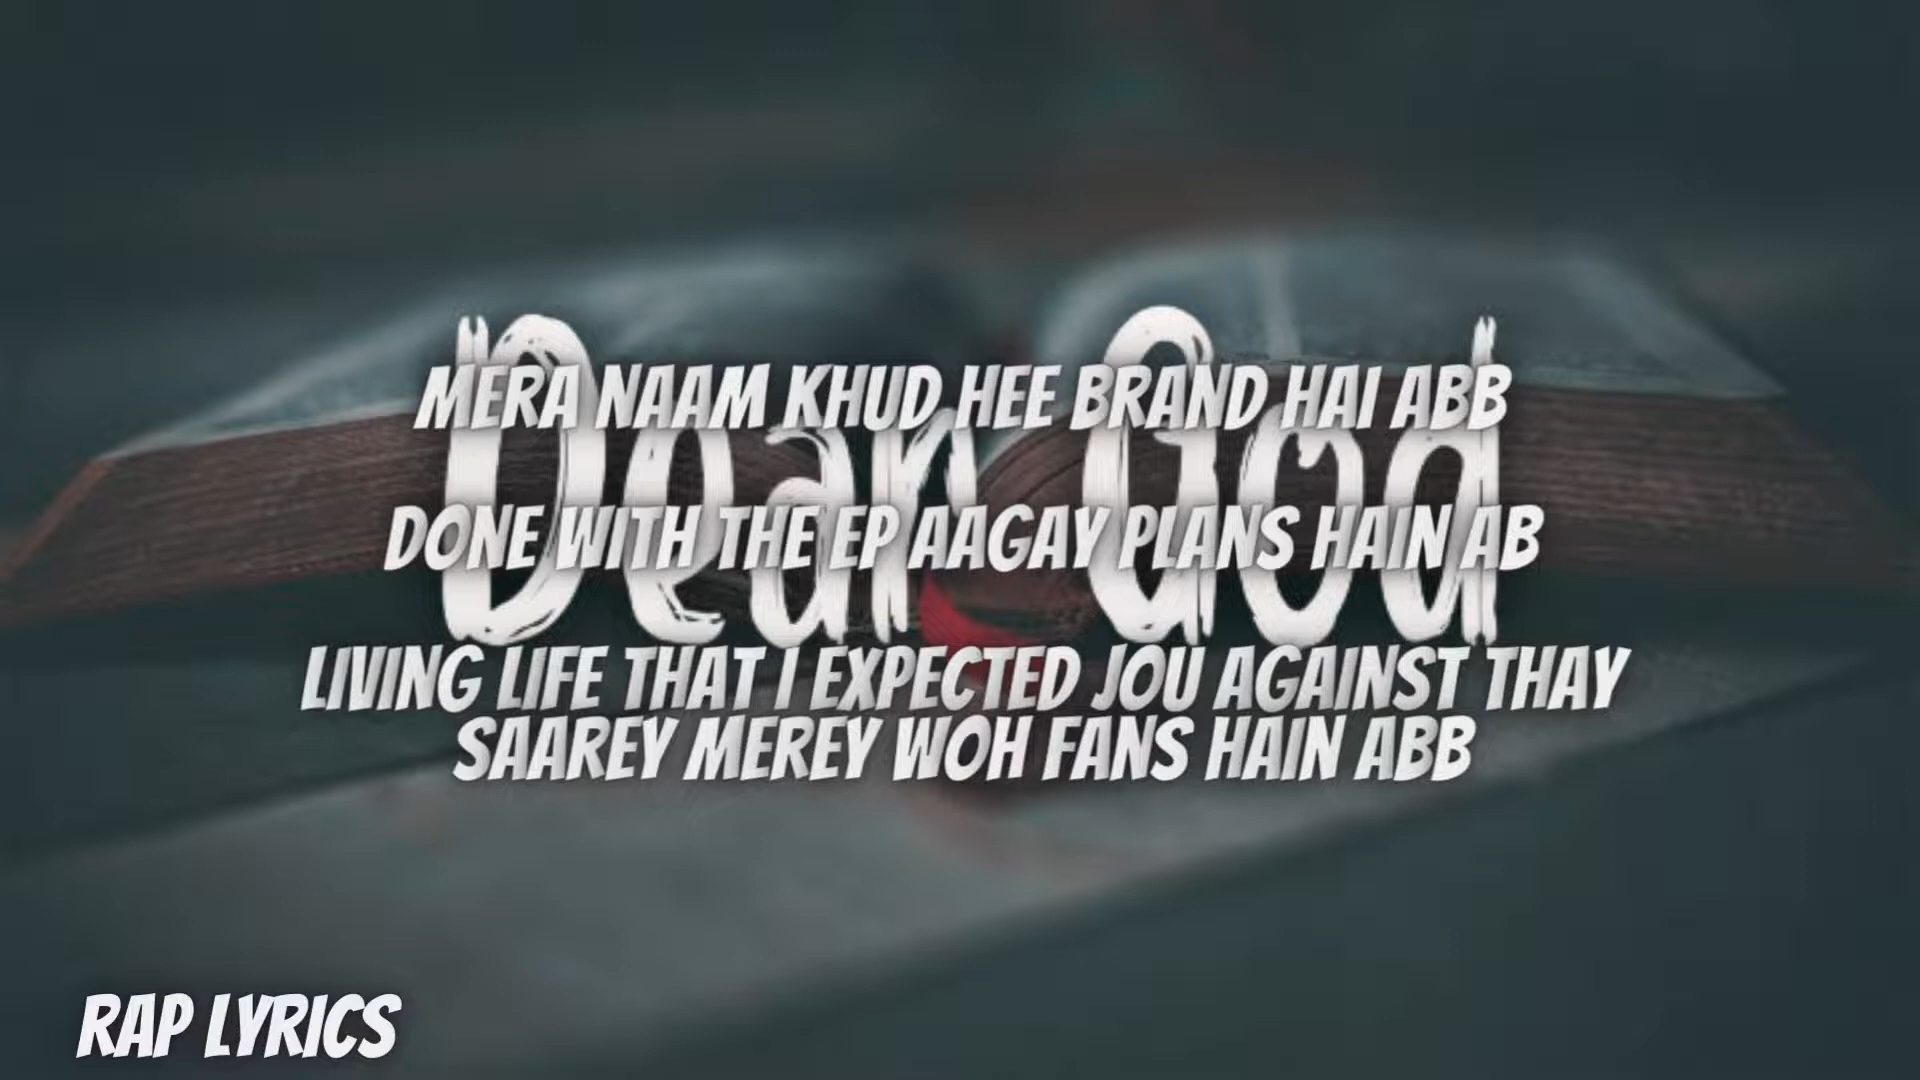 Dear God
MERA NAAM KHUD HEE BRAND HAI ABB
DONE WITH THE EP AAGAY PLANS HAIN AB
LIVING LIFE THAT I EXPECTED JOU AGAINST THAY
SAAREY MEREY WOH FANS HAIN ABB
RAP LYRICS